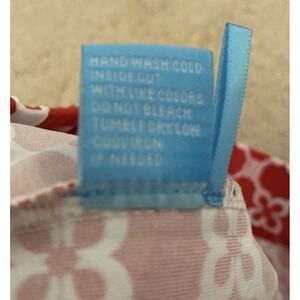 HAND WASH COLD
INSIDE OUT
WITH LIKE COLORS
DO NOT BLEACH
TUMBLE DRY LOW
COOL IRON
IF NEEDED